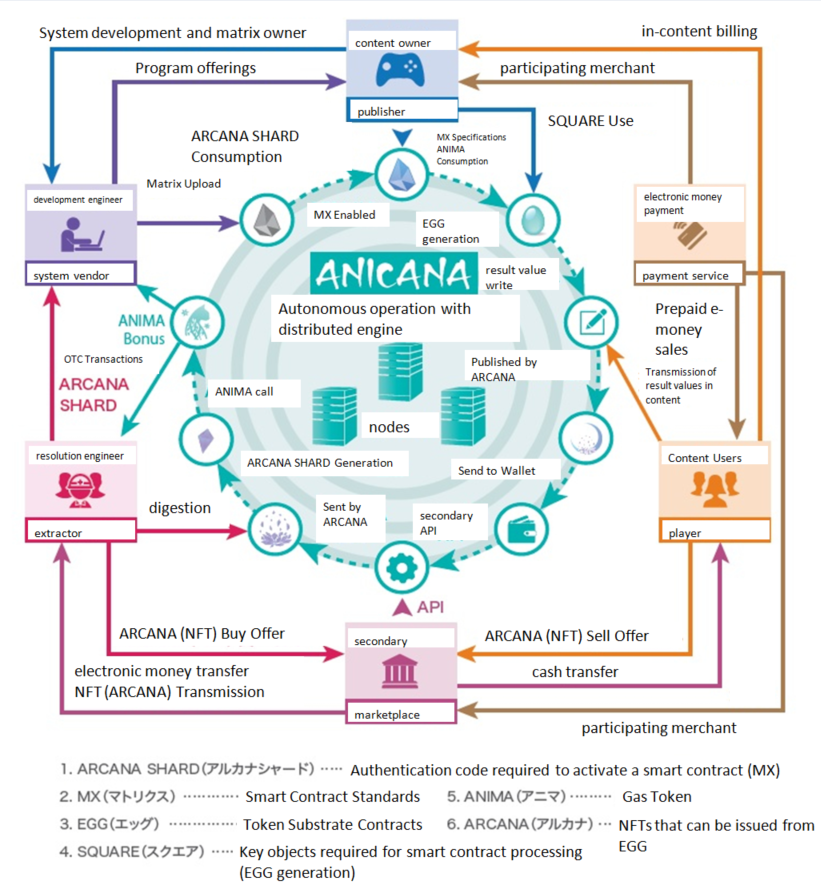 System development and matrix owner
content owner
in-content billing
Program offerings
participating merchant
publisher
SQUARE Use
ARCANA SHARD
Consumption
MX Specifications
ANIMA
Consumption
Matrix Upload
development engineer
electronic money
payment
MX Enabled
EGG
generation
system vendor
ANICANA
result value
write
payment service
Autonomous operation with
distributed engine
ANIMA
Bonus
Prepaid e-
money
sales
OTC Transactions
Published by
ARCANA
Transmission of
result values in
content
ARCANA
SHARD
ANIMA call
nodes
resolution engineer
ARCANA SHARD Generation
Send to Wallet
Content Users
digestion
Sent by
ARCANA
secondary
API
extractor
player
API
ARCANA (NFT) Buy Offer
secondary
ARCANA (NFT) Sell Offer
electronic money transfer
NFT (ARCANA) Transmission
cash transfer
marketplace
participating merchant
1. ARCANA SHARD(アルカナシャード) ····· Authentication code required to activate a smart contract (MX)
2. MX(マトリクス) ············ Smart Contract Standards
5. ANIMA(アニマ) ········· Gas Token
3. EGG(エッグ) ·············· Token Substrate Contracts
6. ARCANA(アルカナ) ··· NFTs that can be issued from
EGG
4. SQUARE(スクエア) ····· Key objects required for smart contract processing
(EGG generation)